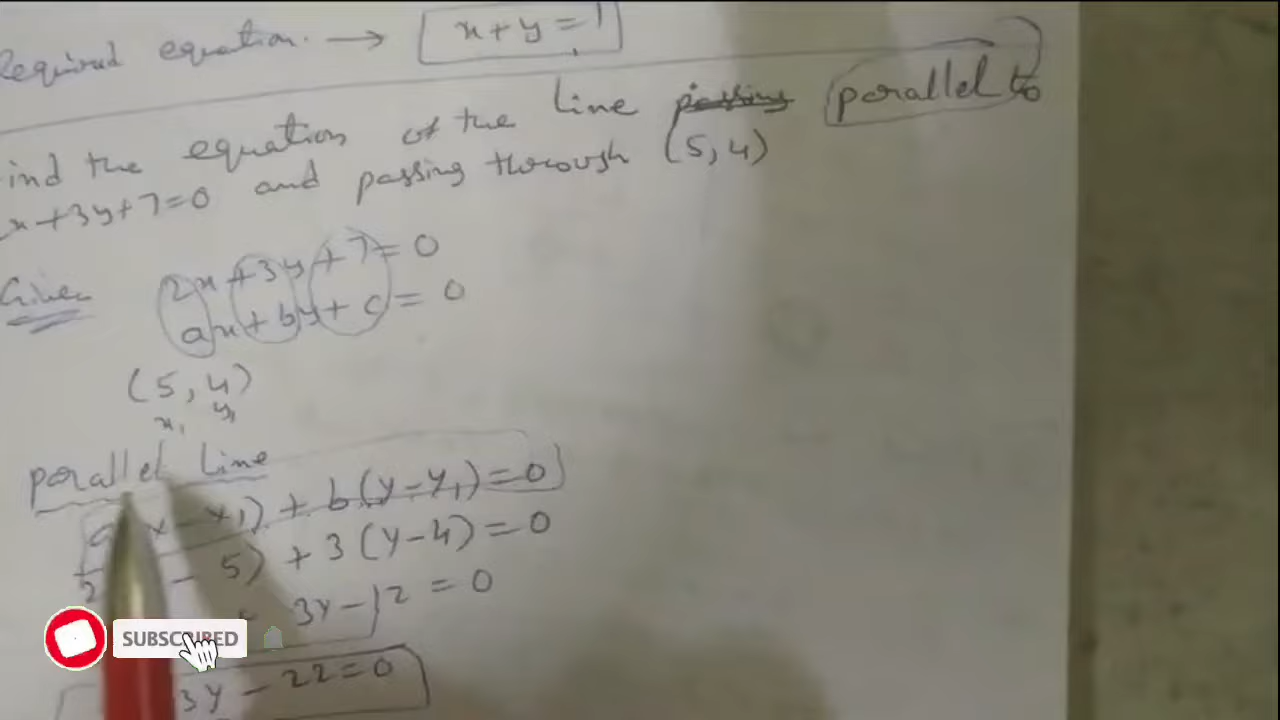 Required equation. → x+y=1
ind the equation of the line passing parallel to
x+3y+7=0 and passing through (5,4)
Given 2x+3y+7=0
ax+by+c=0
(5,4)
x₁ y₁
parallel line
a x-x₁) + b(y-y₁)=0
2 - 5) + 3(y-4)=0
3y-12=0
3y-22=0
SUBSCRIBED